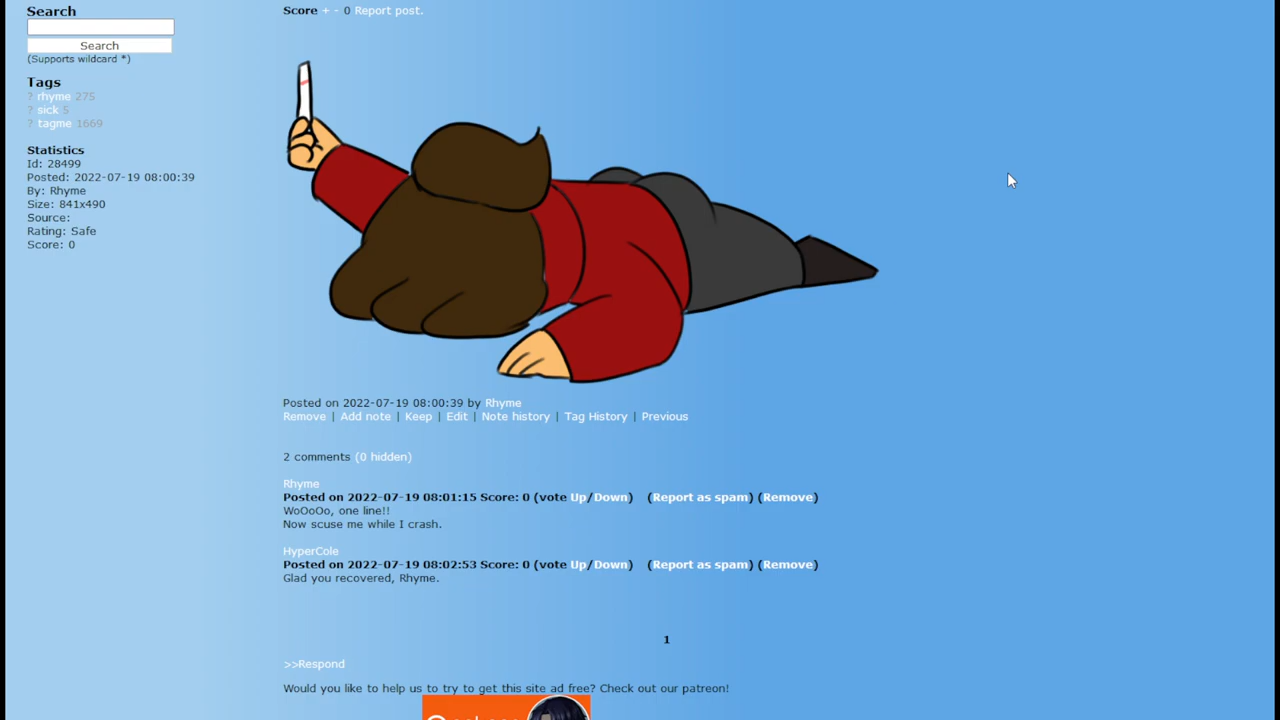 Search
Search
(Supports wildcard *)
Tags
? rhyme 275
? sick 5
? tagme 1669
Statistics
Id: 28499
Posted: 2022-07-19 08:00:39
By: Rhyme
Size: 841x490
Source:
Rating: Safe
Score: 0
Score + - 0 Report post.
Posted on 2022-07-19 08:00:39 by Rhyme
Remove | Add note | Keep | Edit | Note history | Tag History | Previous
2 comments (0 hidden)
Rhyme
Posted on 2022-07-19 08:01:15 Score: 0 (vote Up/Down) (Report as spam) (Remove)
WoOoOo, one line!!
Now scuse me while I crash.
HyperCole
Posted on 2022-07-19 08:02:53 Score: 0 (vote Up/Down) (Report as spam) (Remove)
Glad you recovered, Rhyme.
1
>>Respond
Would you like to help us to try to get this site ad free? Check out our patreon!